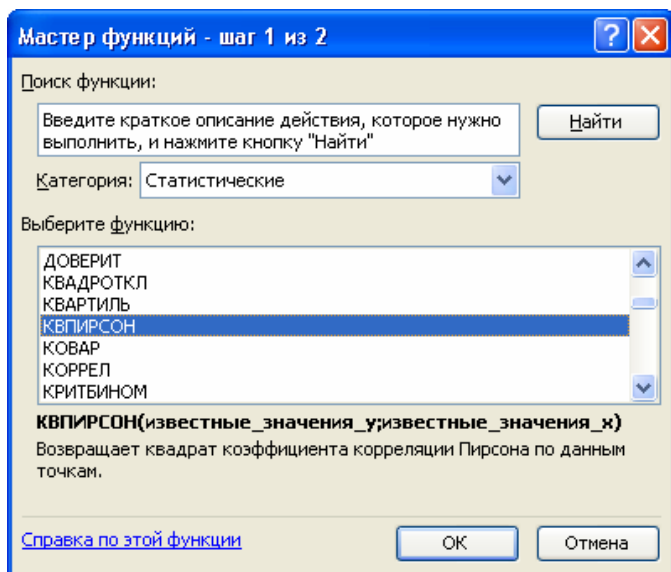 Мастер функций - шаг 1 из 2
Поиск функции:
Введите краткое описание действия, которое нужно
выполнить, и нажмите кнопку "Найти"
Найти
Категория: Статистические
Выберите функцию:
ДОВЕРИТ
КВАДРОТКЛ
КВАРТИЛЬ
КВПИРСОН
КОВАР
КОРРЕЛ
КРИТБИНОМ
КВПИРСОН(известные_значения_y;известные_значения_x)
Возвращает квадрат коэффициента корреляции Пирсона по данным
точкам.
Справка по этой функции
ОК
Отмена